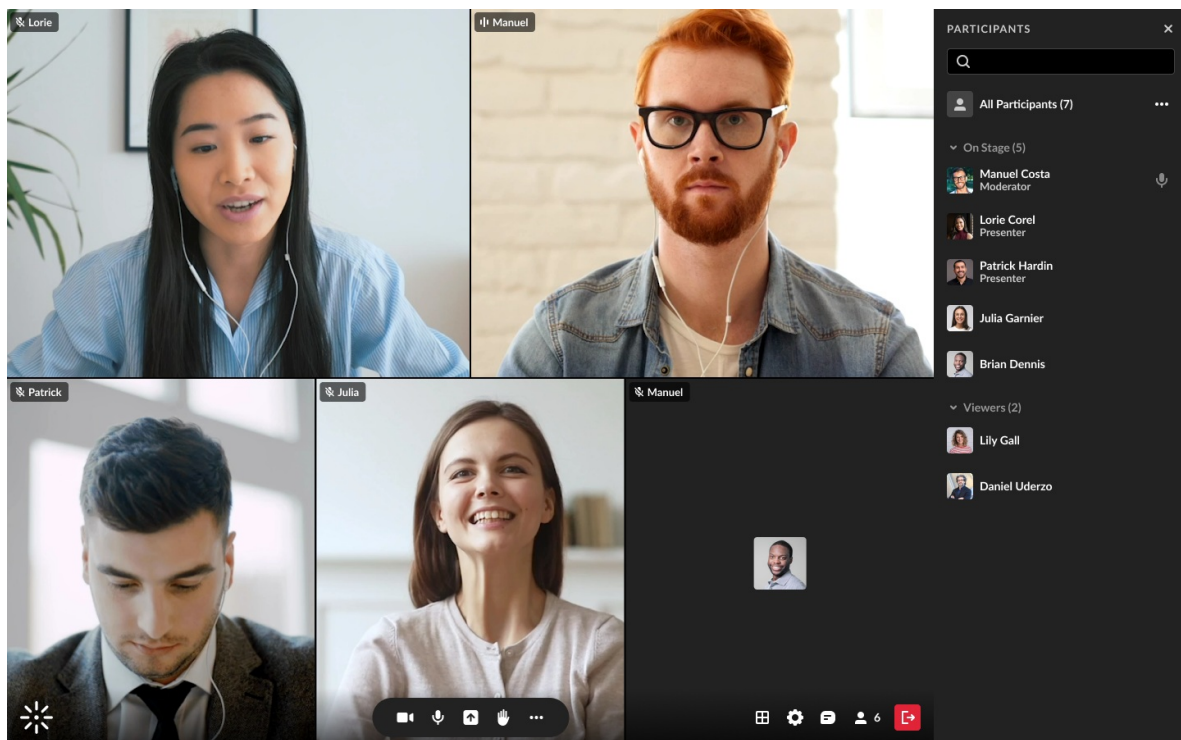 Lorie
Manuel
Patrick
Julia
Manuel
6
PARTICIPANTS
All Participants (7)
On Stage (5)
Manuel Costa
Moderator
Lorie Corel
Presenter
Patrick Hardin
Presenter
Julia Garnier
Brian Dennis
Viewers (2)
Lily Gall
Daniel Uderzo